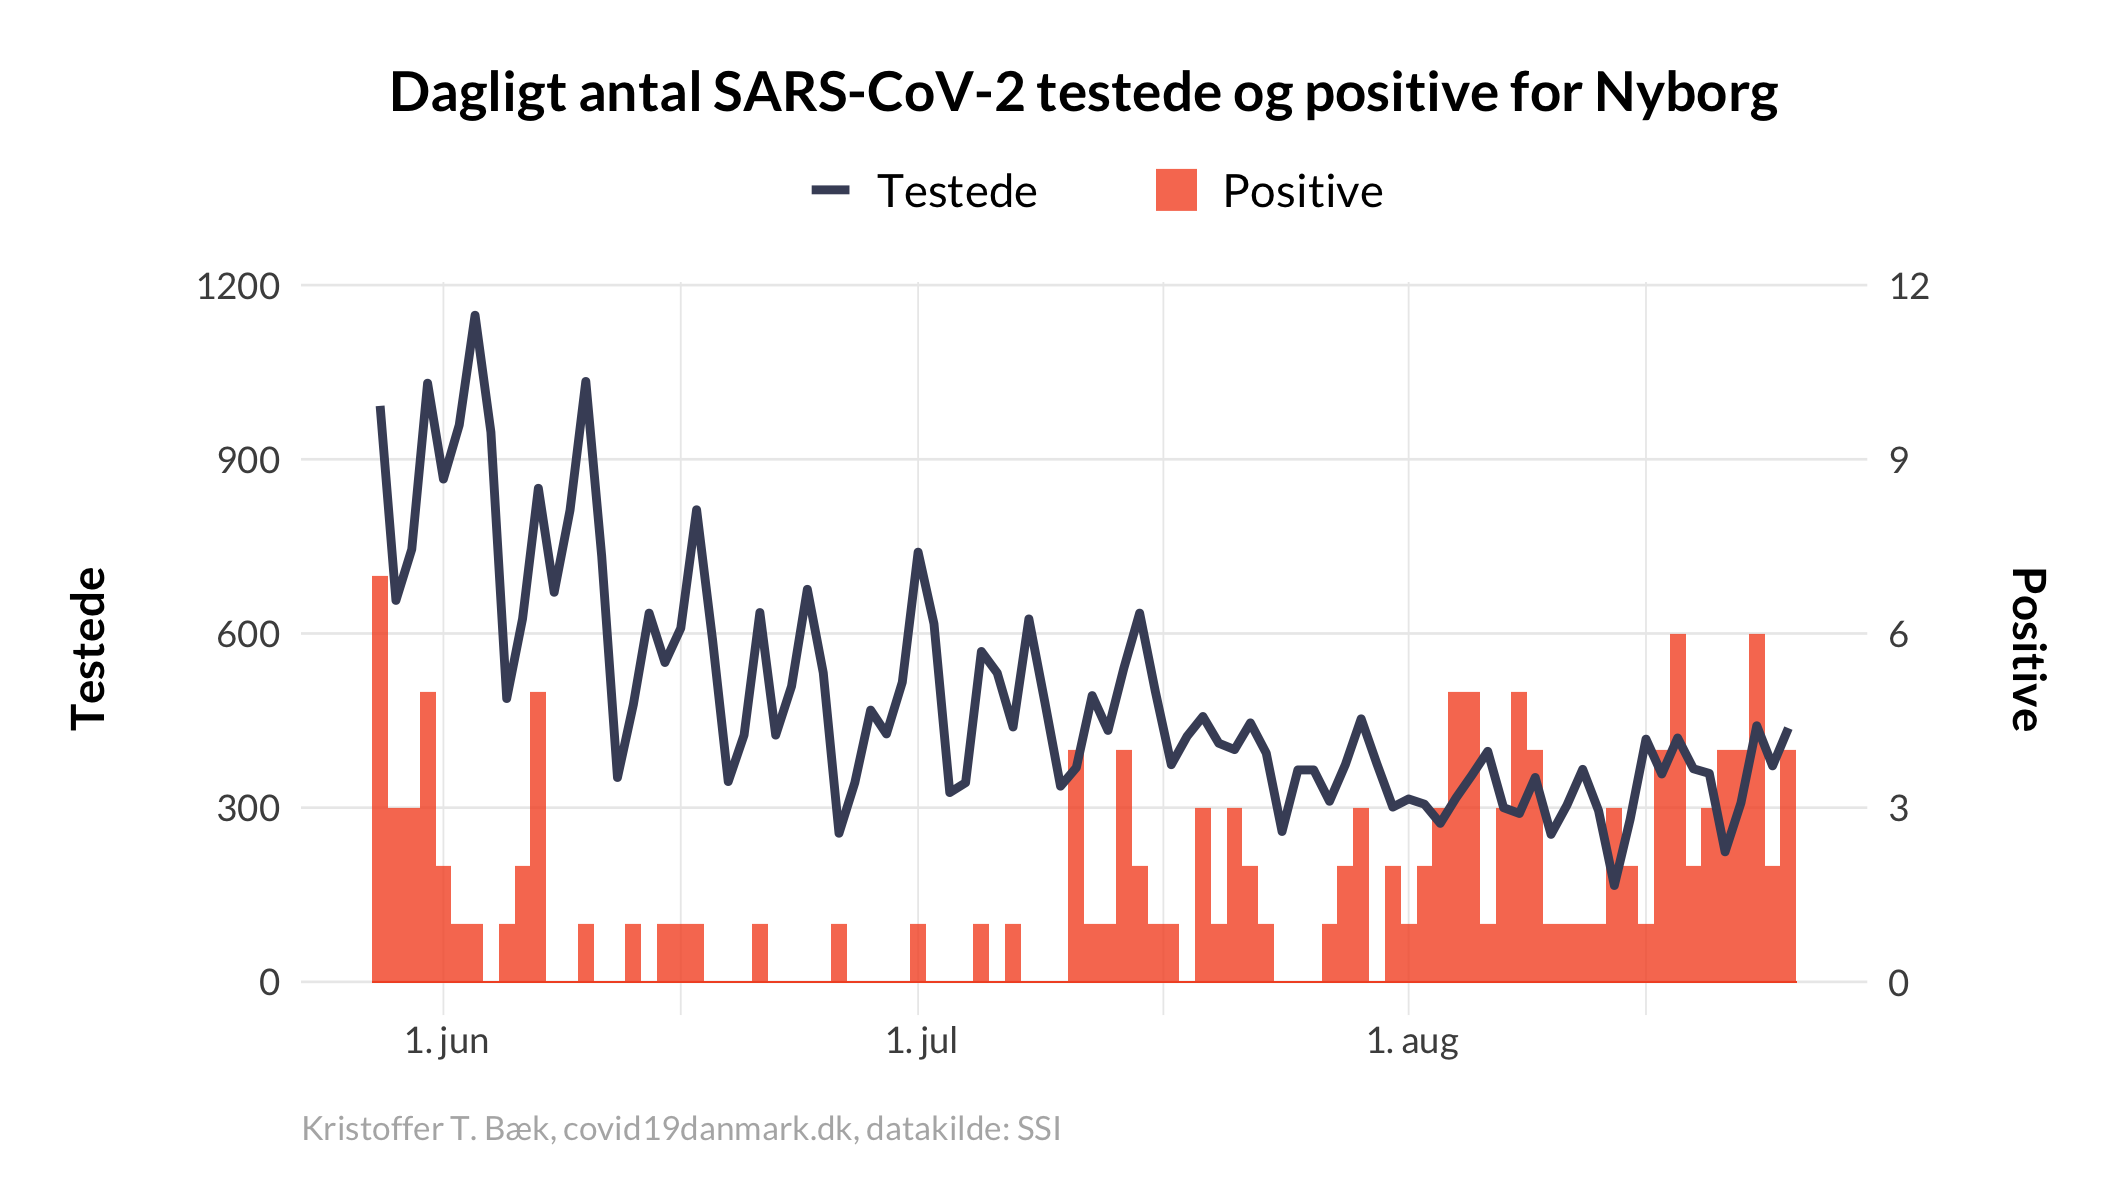 Dagligt antal SARS-CoV-2 testede og positive for Nyborg
Testede
Positive
1200
900
600
300
0
12
9
6
3
0
Testede
Positive
1. jun
1. jul
1. aug
Kristoffer T. Bæk, covid19danmark.dk, datakilde: SSI